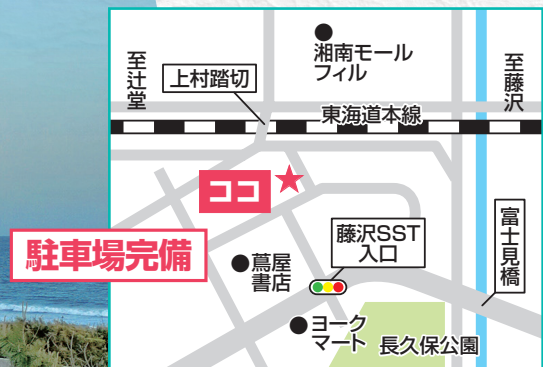 湘南モール
フィル
至辻堂
上村踏切
至藤沢
東海道本線
ココ
藤沢SST
入口
富士見橋
駐車場完備
蔦屋
書店
ヨーク
マート
長久保公園